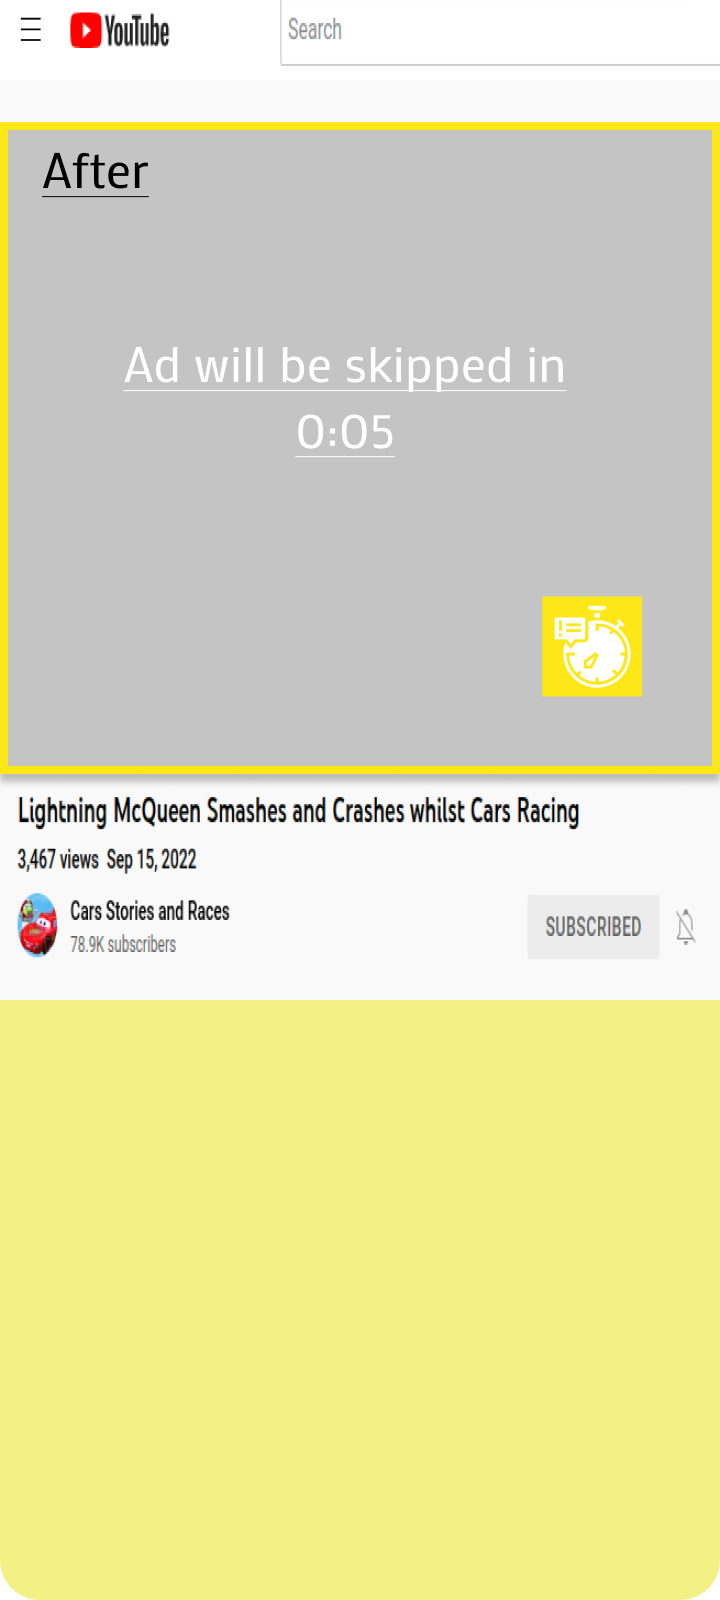 YouTube
Search
After
Ad will be skipped in
0:05
Lightning McQueen Smashes and Crashes whilst Cars Racing
3,467 views Sep 15, 2022
Cars Stories and Races
78.9K subscribers
SUBSCRIBED